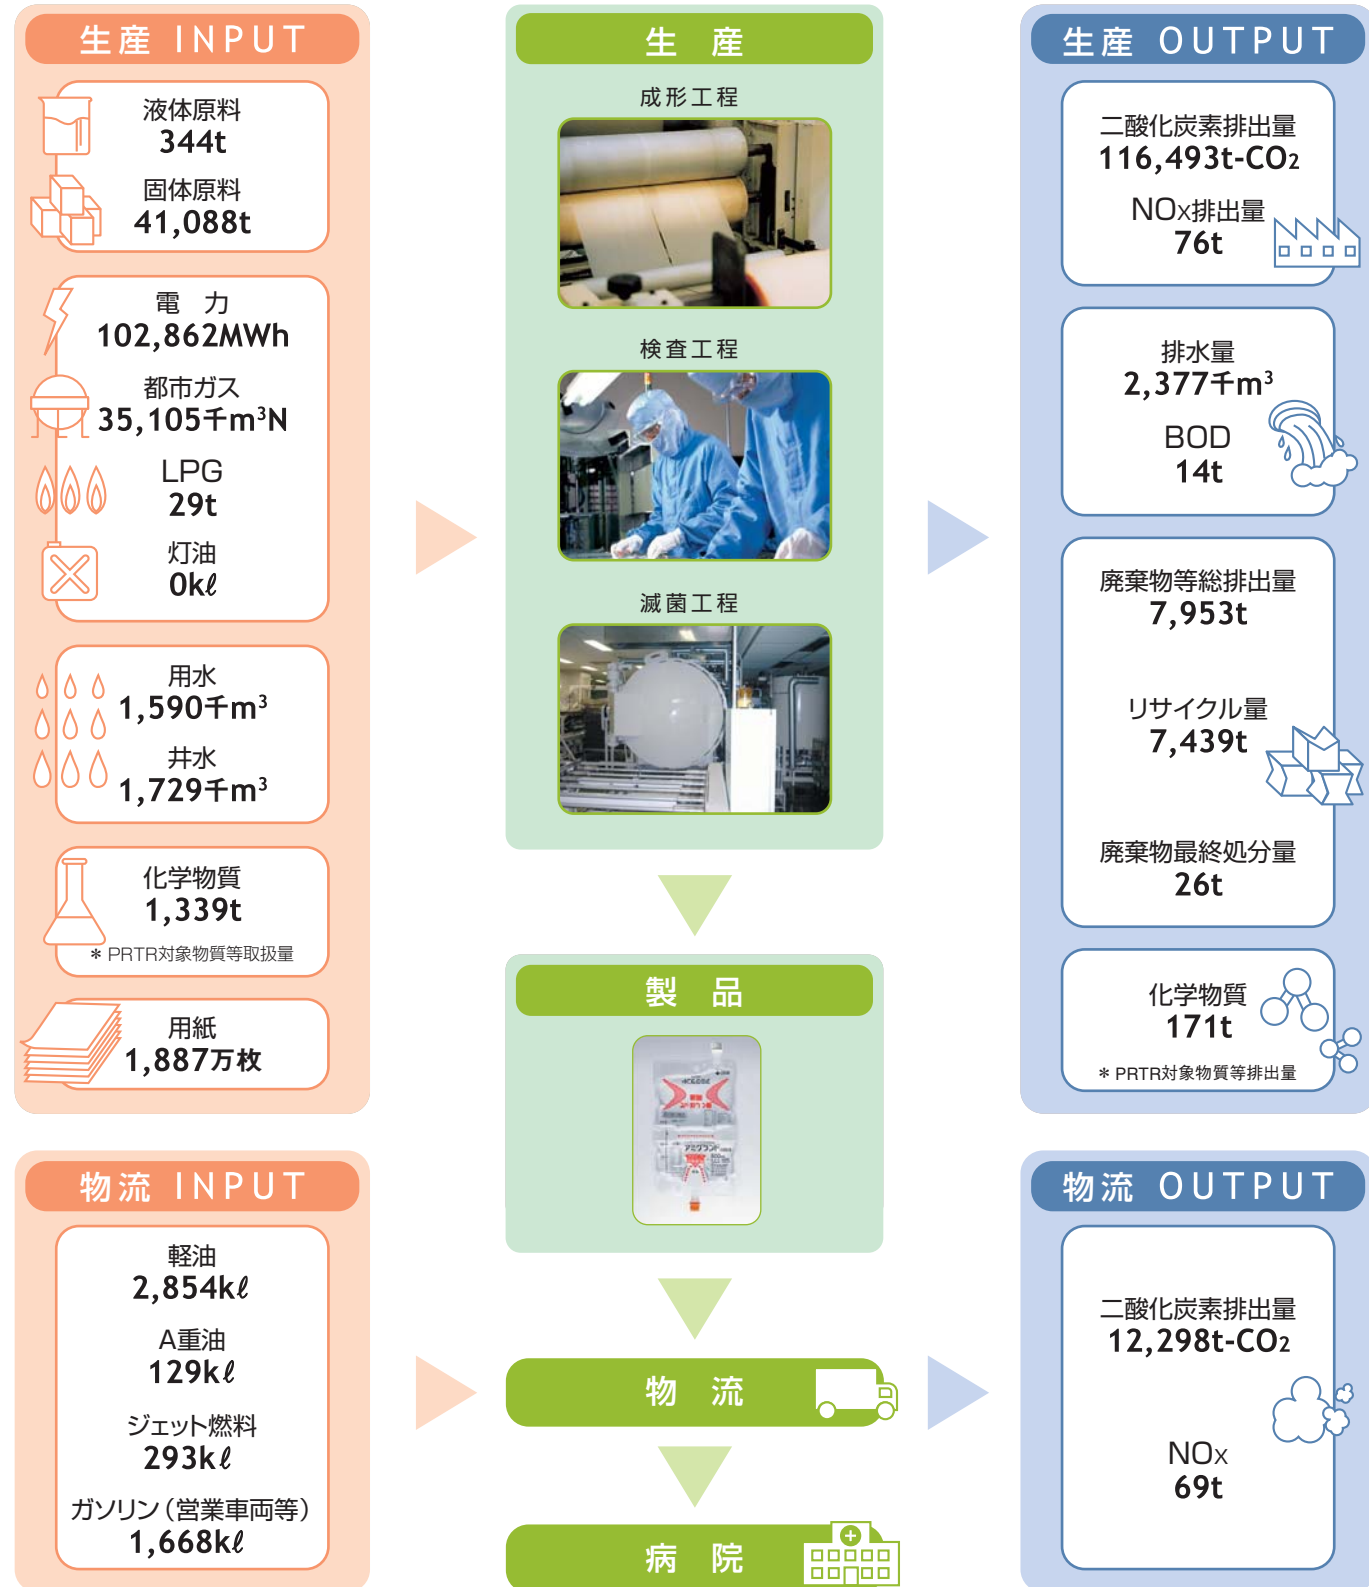 生産 INPUT
液体原料
344t
固体原料
41,088t
電 力
102,862MWh
都市ガス
35,105千m³N
LPG
29t
灯油
0kℓ
用水
1,590千m³
井水
1,729千m³
化学物質
1,339t
* PRTR対象物質等取扱量
用紙
1,887万枚
物流 INPUT
軽油
2,854kℓ
A重油
129kℓ
ジェット燃料
293kℓ
ガソリン（営業車両等）
1,668kℓ
生 産
成形工程
検査工程
滅菌工程
製 品
アミグランド
物 流
病 院
生産 OUTPUT
二酸化炭素排出量
116,493t-CO₂
NOx排出量
76t
排水量
2,377千m³
BOD
14t
廃棄物等総排出量
7,953t
リサイクル量
7,439t
廃棄物最終処分量
26t
化学物質
171t
* PRTR対象物質等排出量
物流 OUTPUT
二酸化炭素排出量
12,298t-CO₂
NOx
69t